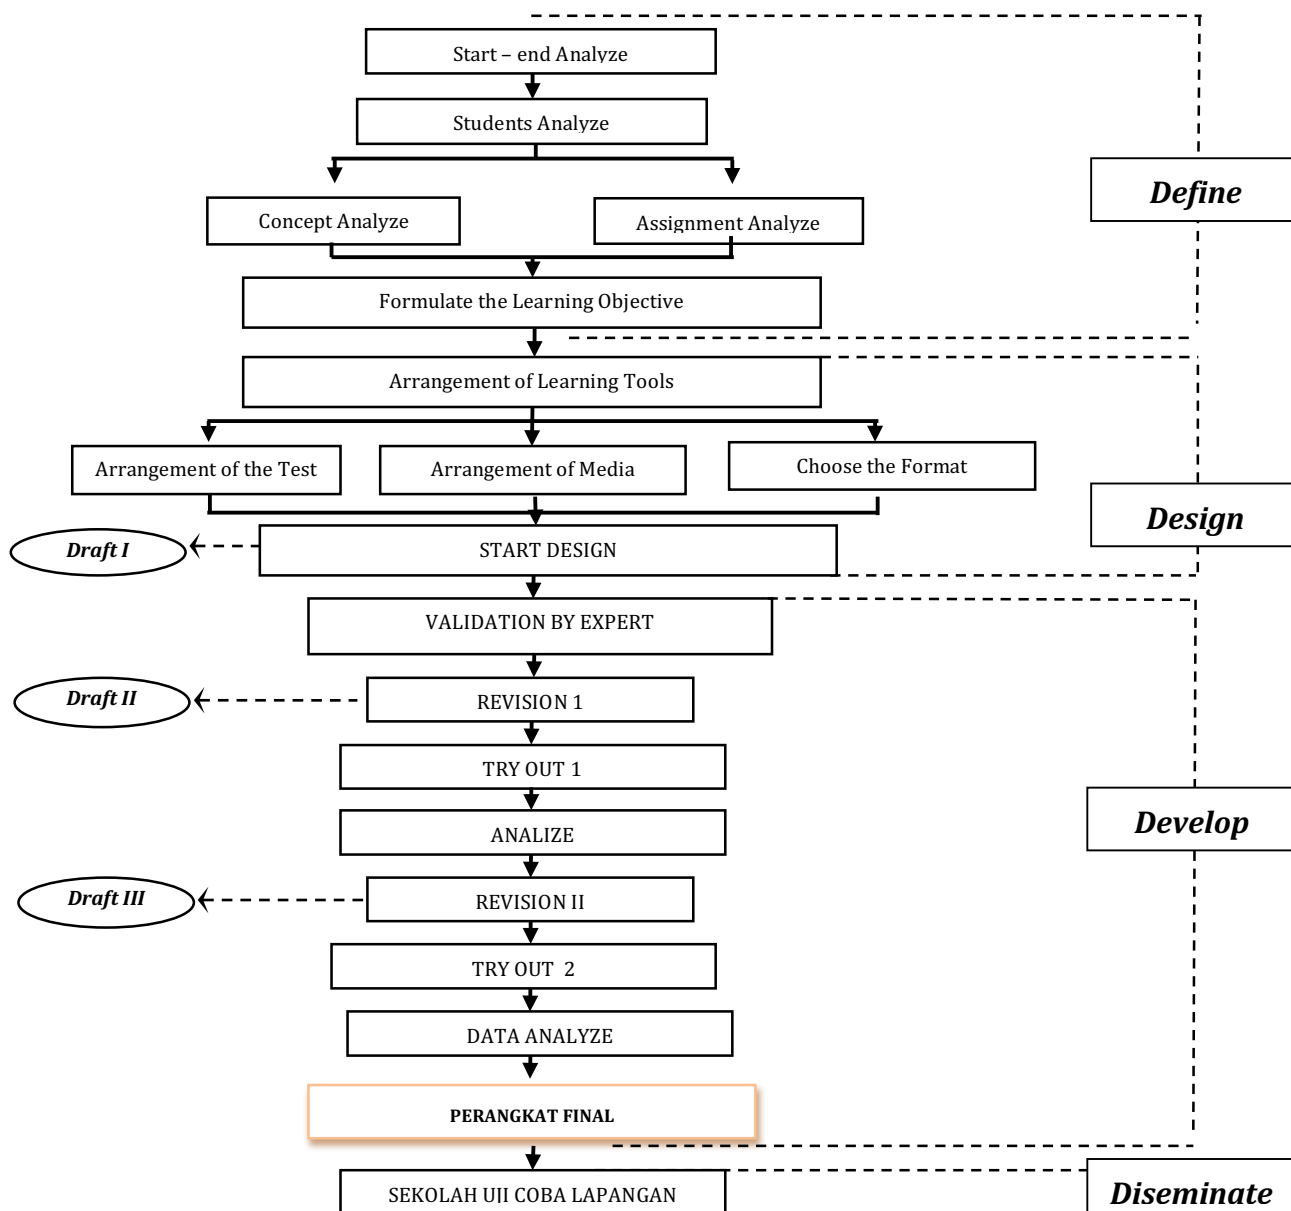 Start – end Analyze
Students Analyze
Define
Concept Analyze
Assignment Analyze
Formulate the Learning Objective
Arrangement of Learning Tools
Arrangement of the Test
Arrangement of Media
Choose the Format
Design
Draft I
START DESIGN
VALIDATION BY EXPERT
Draft II
REVISION 1
TRY OUT 1
Develop
ANALIZE
Draft III
REVISION II
TRY OUT 2
DATA ANALYZE
PERANGKAT FINAL
SEKOLAH UJI COBA LAPANGAN
Diseminate